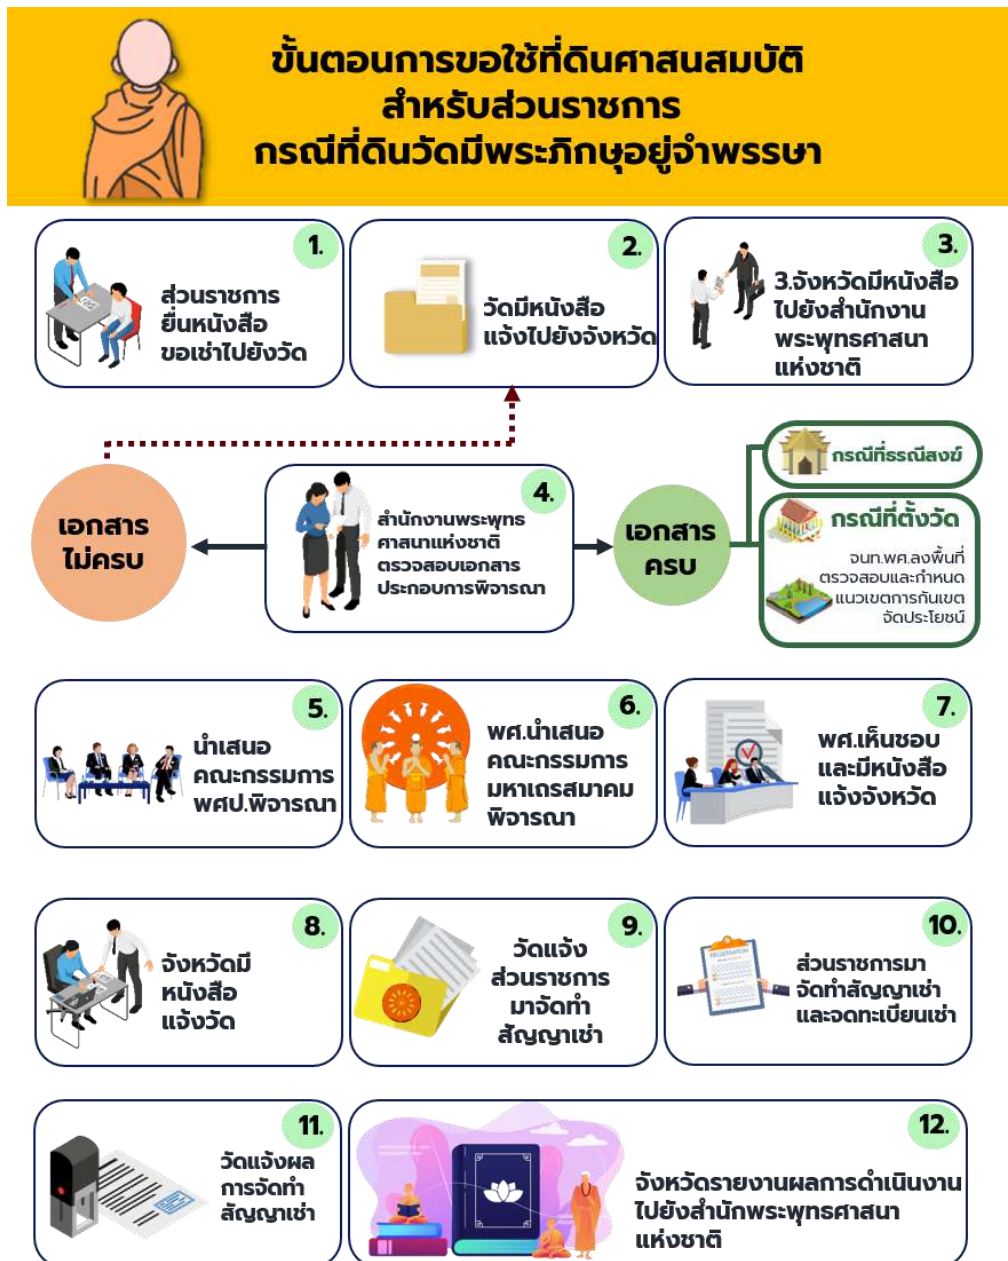 ขั้นตอนการขอใช้ที่ดินศาสนสมบัติ
สำหรับส่วนราชการ
กรณีที่ดินวัดมีพระภิกษุอยู่จำพรรษา
1.
ส่วนราชการ
ยื่นหนังสือ
ขอเช่าไปยังวัด
2.
วัดมีหนังสือ
แจ้งไปยังจังหวัด
3.
3.จังหวัดมีหนังสือ
ไปยังสำนักงาน
พระพุทธศาสนา
แห่งชาติ
เอกสาร
ไม่ครบ
4.
สำนักงานพระพุทธ
ศาสนาแห่งชาติ
ตรวจสอบเอกสาร
ประกอบการพิจารณา
เอกสาร
ครบ
กรณีที่ธรณีสงฆ์
กรณีที่ตั้งวัด
จนท.พศ.ลงพื้นที่
ตรวจสอบและกำหนด
แนวเขตการกันเขต
จัดประโยชน์
5.
นำเสนอ
คณะกรรมการ
พศป.พิจารณา
6.
พศ.นำเสนอ
คณะกรรมการ
มหาเถรสมาคม
พิจารณา
7.
พศ.เห็นชอบ
และมีหนังสือ
แจ้งจังหวัด
8.
จังหวัดมี
หนังสือ
แจ้งวัด
9.
วัดแจ้ง
ส่วนราชการ
มาจัดทำ
สัญญาเช่า
10.
REGISTRATION
ส่วนราชการมา
จัดทำสัญญาเช่า
และจดทะเบียนเช่า
11.
วัดแจ้งผล
การจัดทำ
สัญญาเช่า
12.
จังหวัดรายงานผลการดำเนินงาน
ไปยังสำนักพระพุทธศาสนา
แห่งชาติ